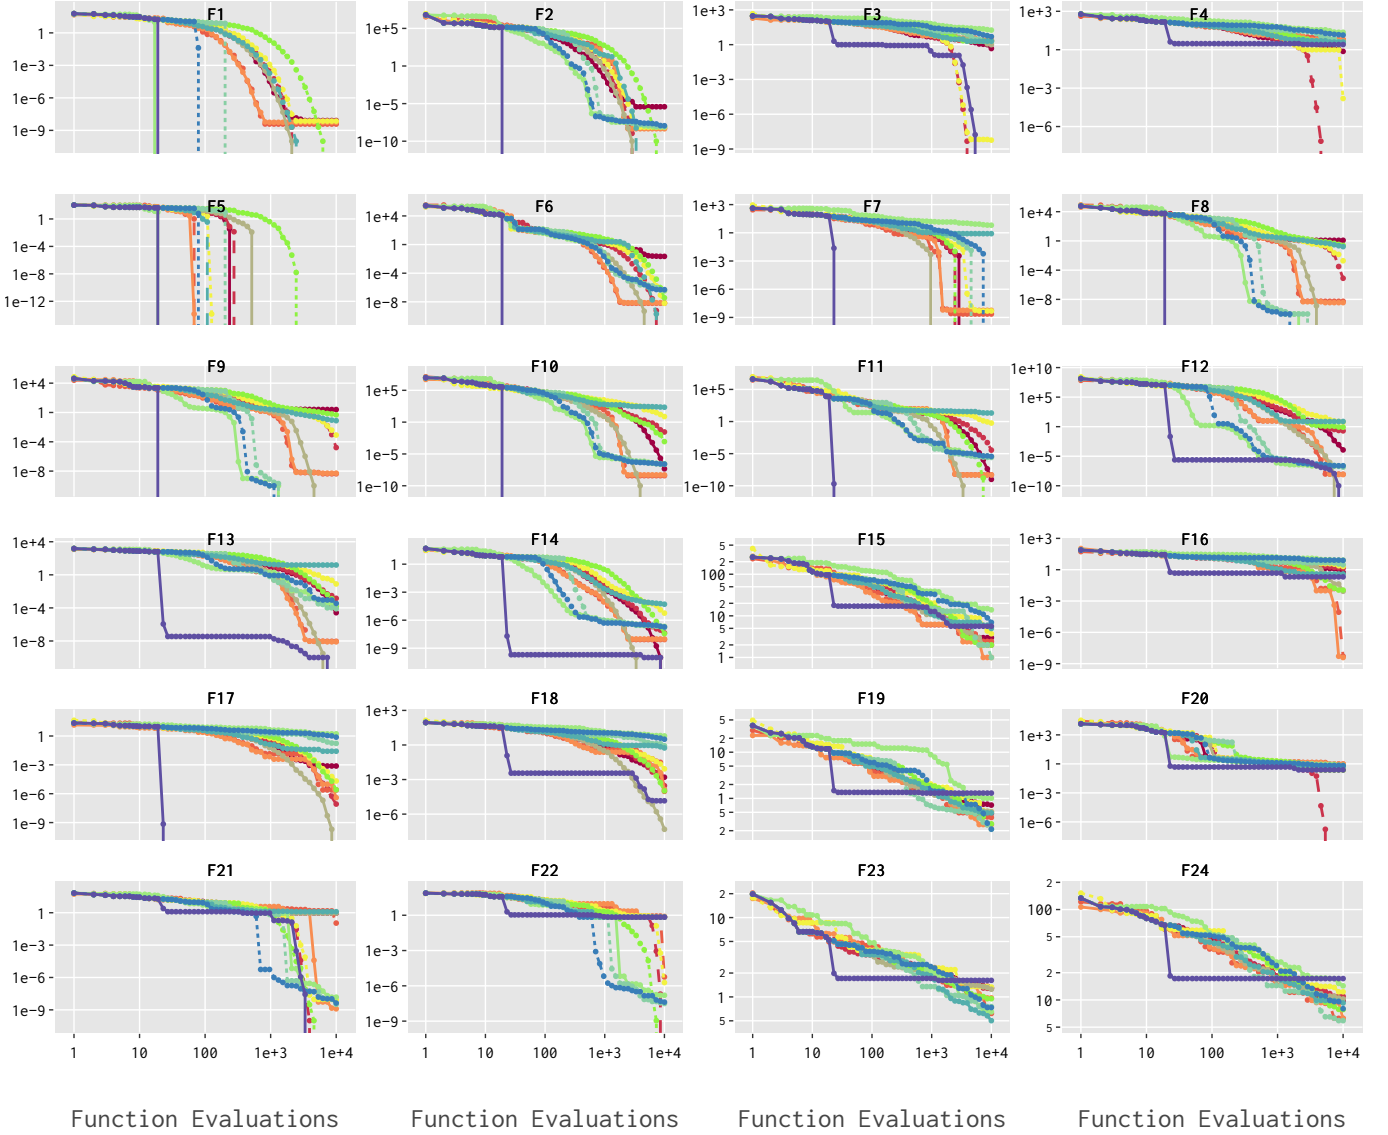 F1 F2 F3 F4
1 1e−3 1e−6 1e−9
1e+5 1 1e−5 1e−10
1e+3 1 1e−3 1e−6 1e−9
1e+3 1 1e−3 1e−6
F5 F6 F7 F8
1 1e−4 1e−8 1e−12
1e+4 1 1e−4 1e−8
1e+3 1 1e−3 1e−6 1e−9
1e+4 1 1e−4 1e−8
F9 F10 F11 F12
1e+4 1 1e−4 1e−8
1e+5 1 1e−5 1e−10
1e+5 1 1e−5 1e−10
1e+10 1e+5 1 1e−5 1e−10
F13 F14 F15 F16
1e+4 1 1e−4 1e−8
1 1e−3 1e−6 1e−9
5 2 100 5 2 10 5 2 1
1e+3 1 1e−3 1e−6 1e−9
F17 F18 F19 F20
1 1e−3 1e−6 1e−9
1e+3 1 1e−3 1e−6
5 2 10 5 2 1 5 2
1e+3 1 1e−3 1e−6
F21 F22 F23 F24
1 1e−3 1e−6 1e−9
1 1e−3 1e−6 1e−9
2 10 5 2 1 5
2 100 5 2 10 5
1 10 100 1e+3 1e+4 1 10 100 1e+3 1e+4 1 10 100 1e+3 1e+4 1 10 100 1e+3 1e+4
Function Evaluations Function Evaluations Function Evaluations Function Evaluations